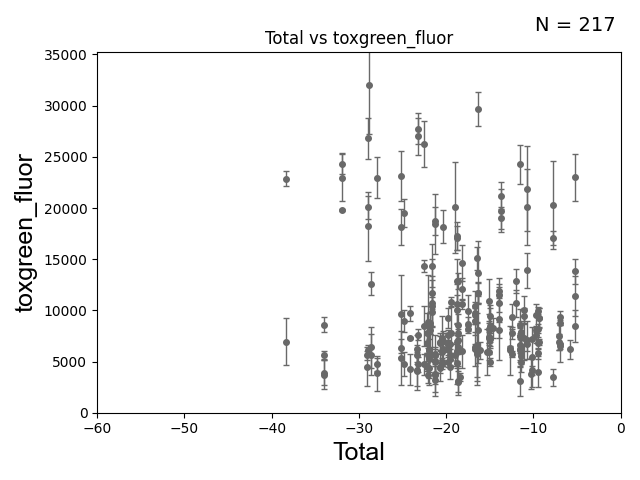 N = 217
Total vs toxgreen_fluor
35000
30000
25000
20000
15000
10000
5000
0
toxgreen_fluor
−60 −50 −40 −30 −20 −10 0
Total